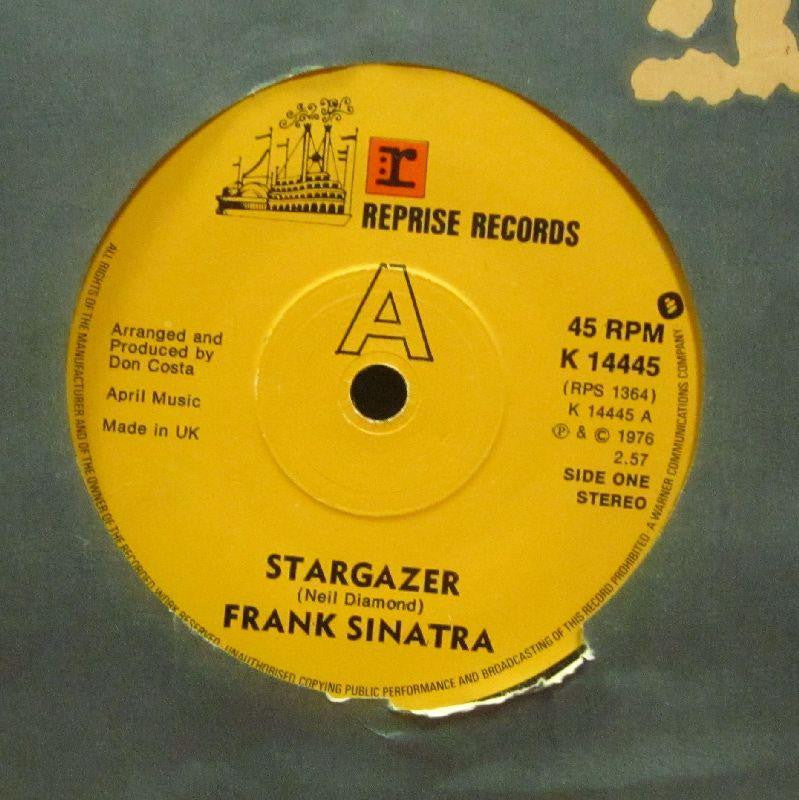 r
REPRISE RECORDS
A
Arranged and
Produced by
Don Costa
April Music
Made in UK
45 RPM
K 14445
(RPS 1364)
K 14445 A
Ⓟ & © 1976
2.57
SIDE ONE
STEREO
STARGAZER
(Neil Diamond)
FRANK SINATRA
ALL RIGHTS OF THE MANUFACTURER AND OF THE OWNER OF THE RECORDED WORK RESERVED. UNAUTHORISED COPYING PUBLIC PERFORMANCE AND BROADCASTING OF THIS RECORD PROHIBITED. A WARNER COMMUNICATIONS COMPANY